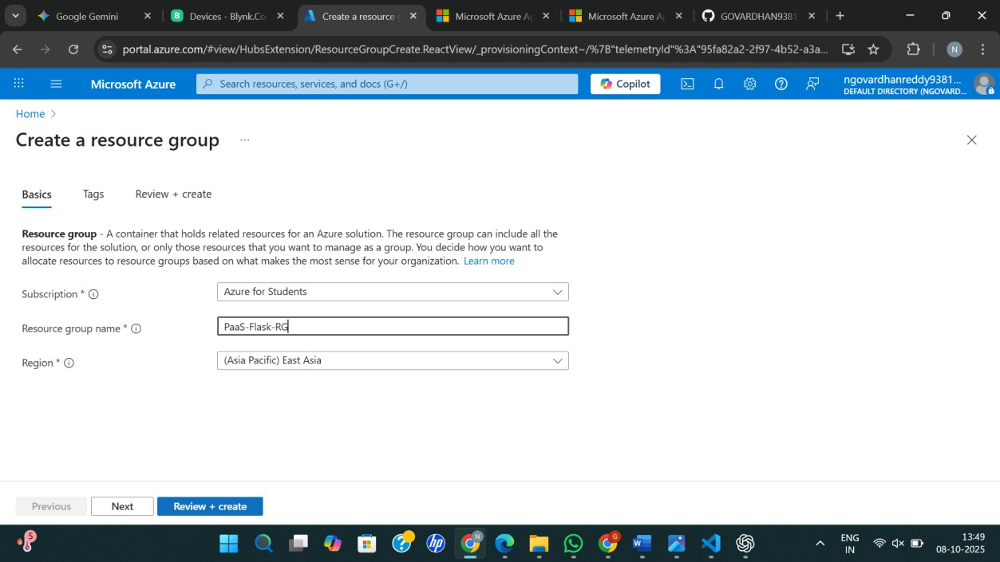 Google Gemini
Devices - Blynk.Co
Create a resource
Microsoft Azure
Microsoft Azure
GOVARDHAN9381
portal.azure.com/#view/HubsExtension/ResourceGroupCreate.ReactView/_provisioningContext~/%7B"telemetryId"%3A"95fa82a2-2f97-4b52-a3a...
N
Microsoft Azure
Search resources, services, and docs (G+/)
Copilot
ngovardhanreddy9381...
DEFAULT DIRECTORY (NGOVARD...
Home >
Create a resource group ...
Basics
Tags
Review + create
Resource group - A container that holds related resources for an Azure solution. The resource group can include all the
resources for the solution, or only those resources that you want to manage as a group. You decide how you want to
allocate resources to resource groups based on what makes the most sense for your organization. Learn more
Subscription *
Azure for Students
Resource group name *
PaaS-Flask-RG
Region *
(Asia Pacific) East Asia
Previous
Next
Review + create
5
ENG
IN
13:49
08-10-2025